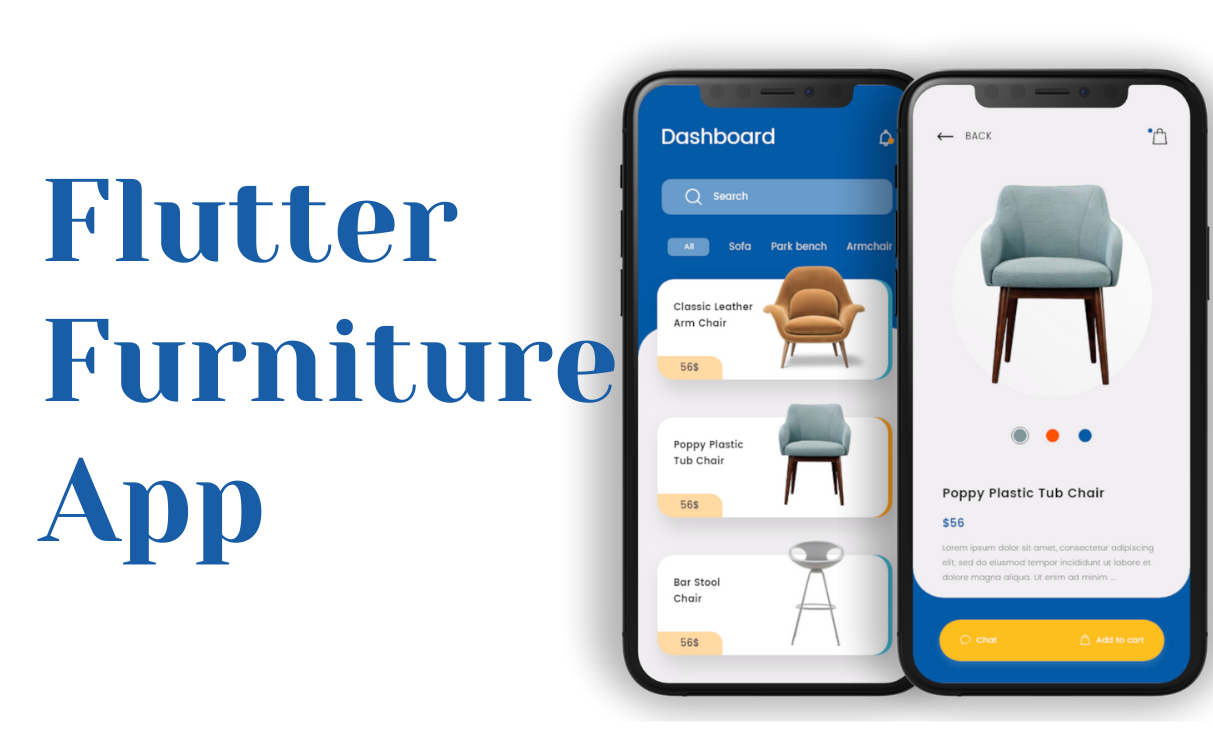 Flutter
Furniture
App
Dashboard
Search
All Sofa Park bench Armchair
Classic Leather
Arm Chair
56$
Poppy Plastic
Tub Chair
56$
Bar Stool
Chair
56$
BACK
Poppy Plastic Tub Chair
$56
Lorem ipsum dolor sit amet, consectetur adipiscing
elit, sed do eiusmod tempor incididunt ut labore et
dolore magna aliqua. Ut enim ad minim ...
Chat Add to cart